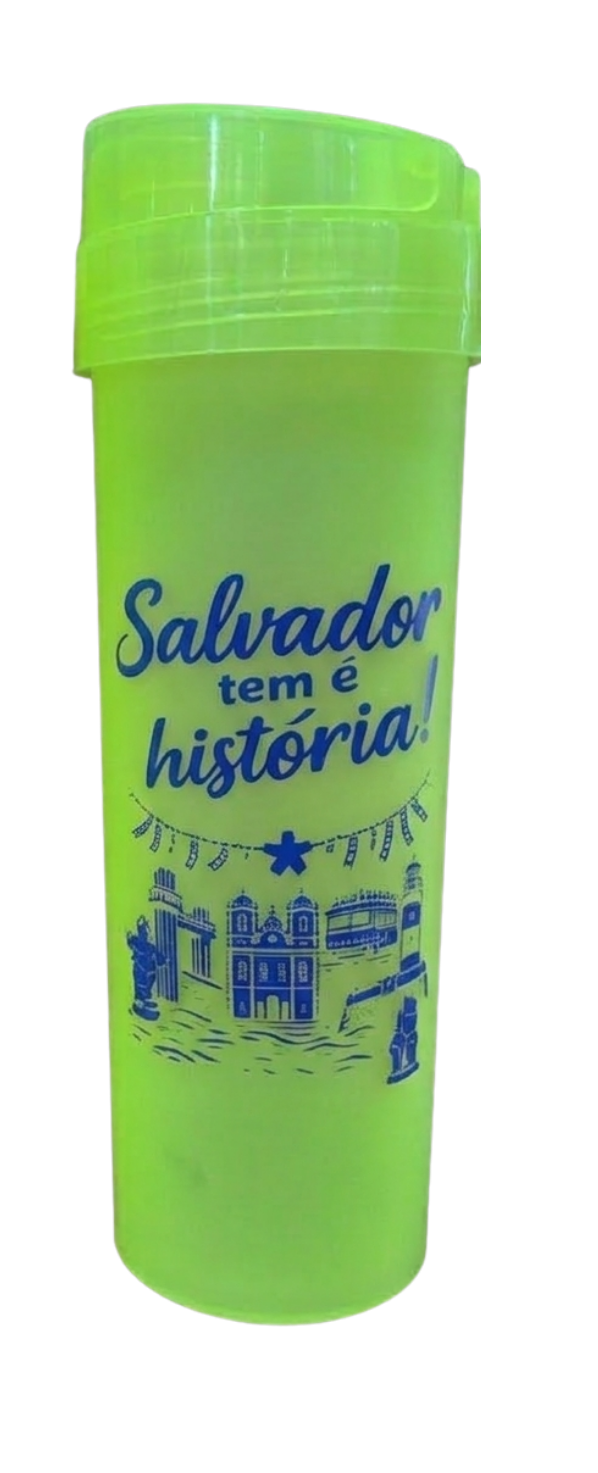 Salvador
tem é
história!